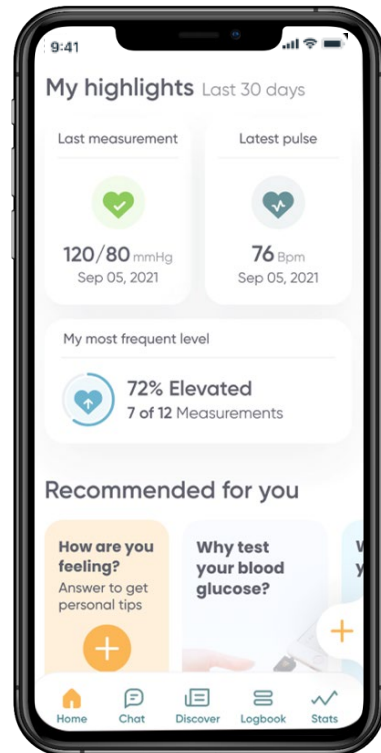 9:41
My highlights Last 30 days
Last measurement
120/80 mmHg
Sep 05, 2021
Latest pulse
76 Bpm
Sep 05, 2021
My most frequent level
72% Elevated
7 of 12 Measurements
Recommended for you
How are you
feeling?
Answer to get
personal tips
Why test
your blood
glucose?
Home
Chat
Discover
Logbook
Stats